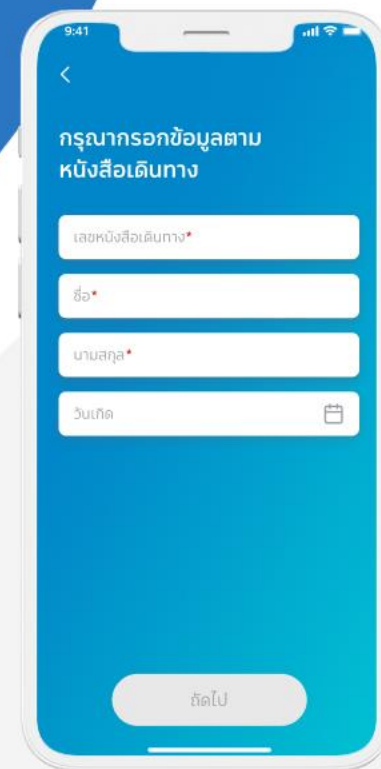 9:41
กรุณากรอกข้อมูลตาม
หนังสือเดินทาง
เลขหนังสือเดินทาง*
ชื่อ*
นามสกุล*
วันเกิด
ถัดไป